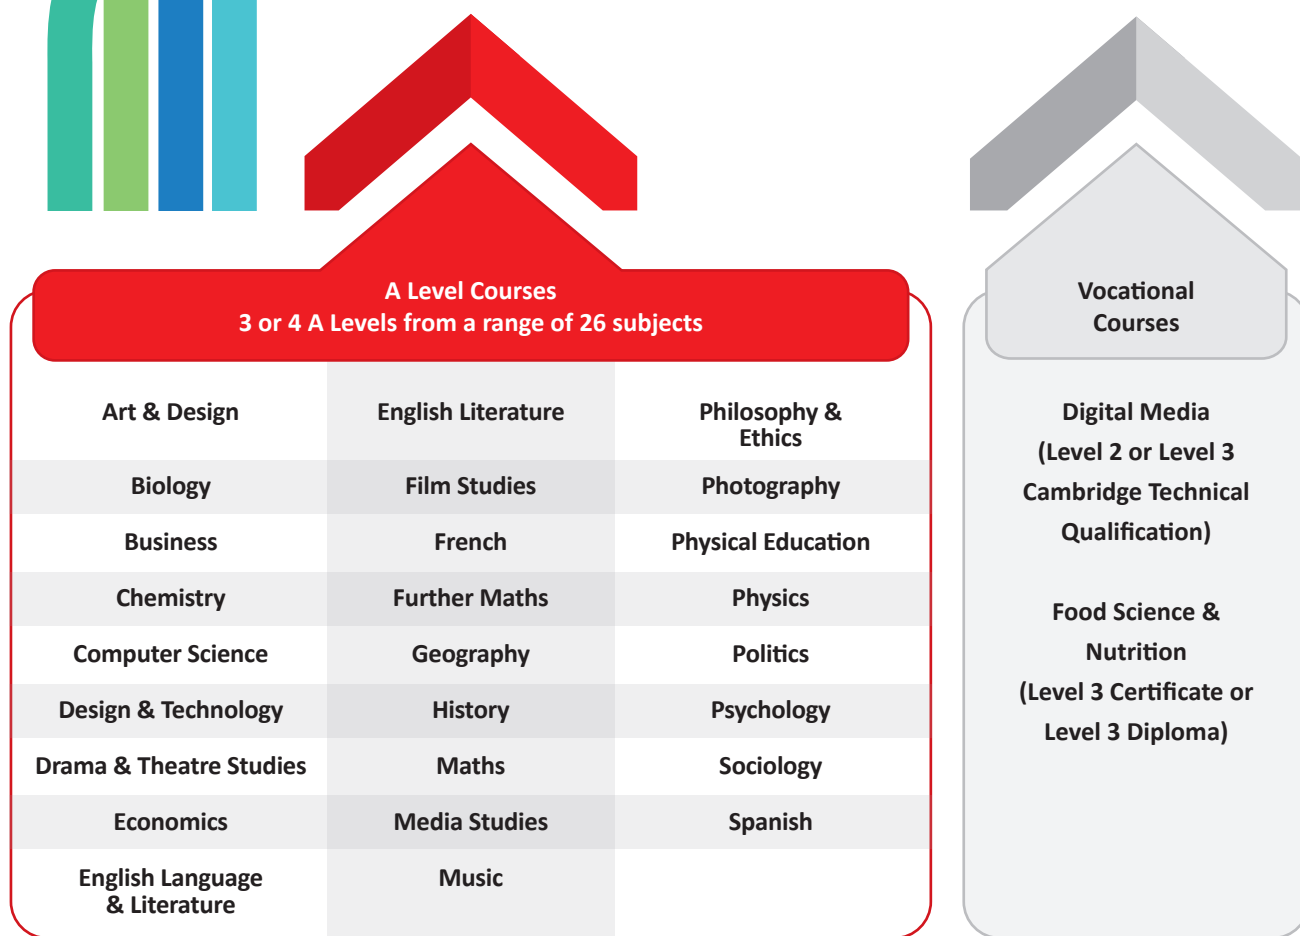 A Level Courses
3 or 4 A Levels from a range of 26 subjects
Art & Design
Biology
Business
Chemistry
Computer Science
Design & Technology
Drama & Theatre Studies
Economics
English Language
& Literature
English Literature
Film Studies
French
Further Maths
Geography
History
Maths
Media Studies
Music
Philosophy &
Ethics
Photography
Physical Education
Physics
Politics
Psychology
Sociology
Spanish
Vocational
Courses
Digital Media
(Level 2 or Level 3
Cambridge Technical
Qualification)
Food Science &
Nutrition
(Level 3 Certificate or
Level 3 Diploma)